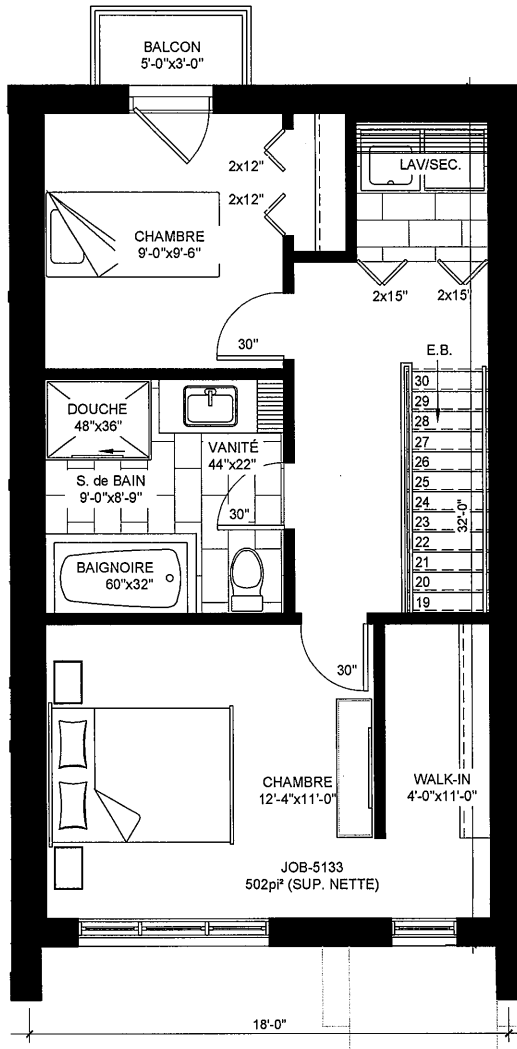 BALCON
5'-0"x3'-0"
LAV/SEC.
2x12"
2x12"
CHAMBRE
9'-0"x9'-6"
2x15"
2x15"
30"
E.B.
30
29
28
27
26
25
24
23
22
21
20
19
32'-0"
DOUCHE
48"x36"
VANITÉ
44"x22"
S. de BAIN
9'-0"x8'-9"
30"
BAIGNOIRE
60"x32"
30"
CHAMBRE
12'-4"x11'-0"
WALK-IN
4'-0"x11'-0"
JOB-5133
502pi² (SUP. NETTE)
18'-0"